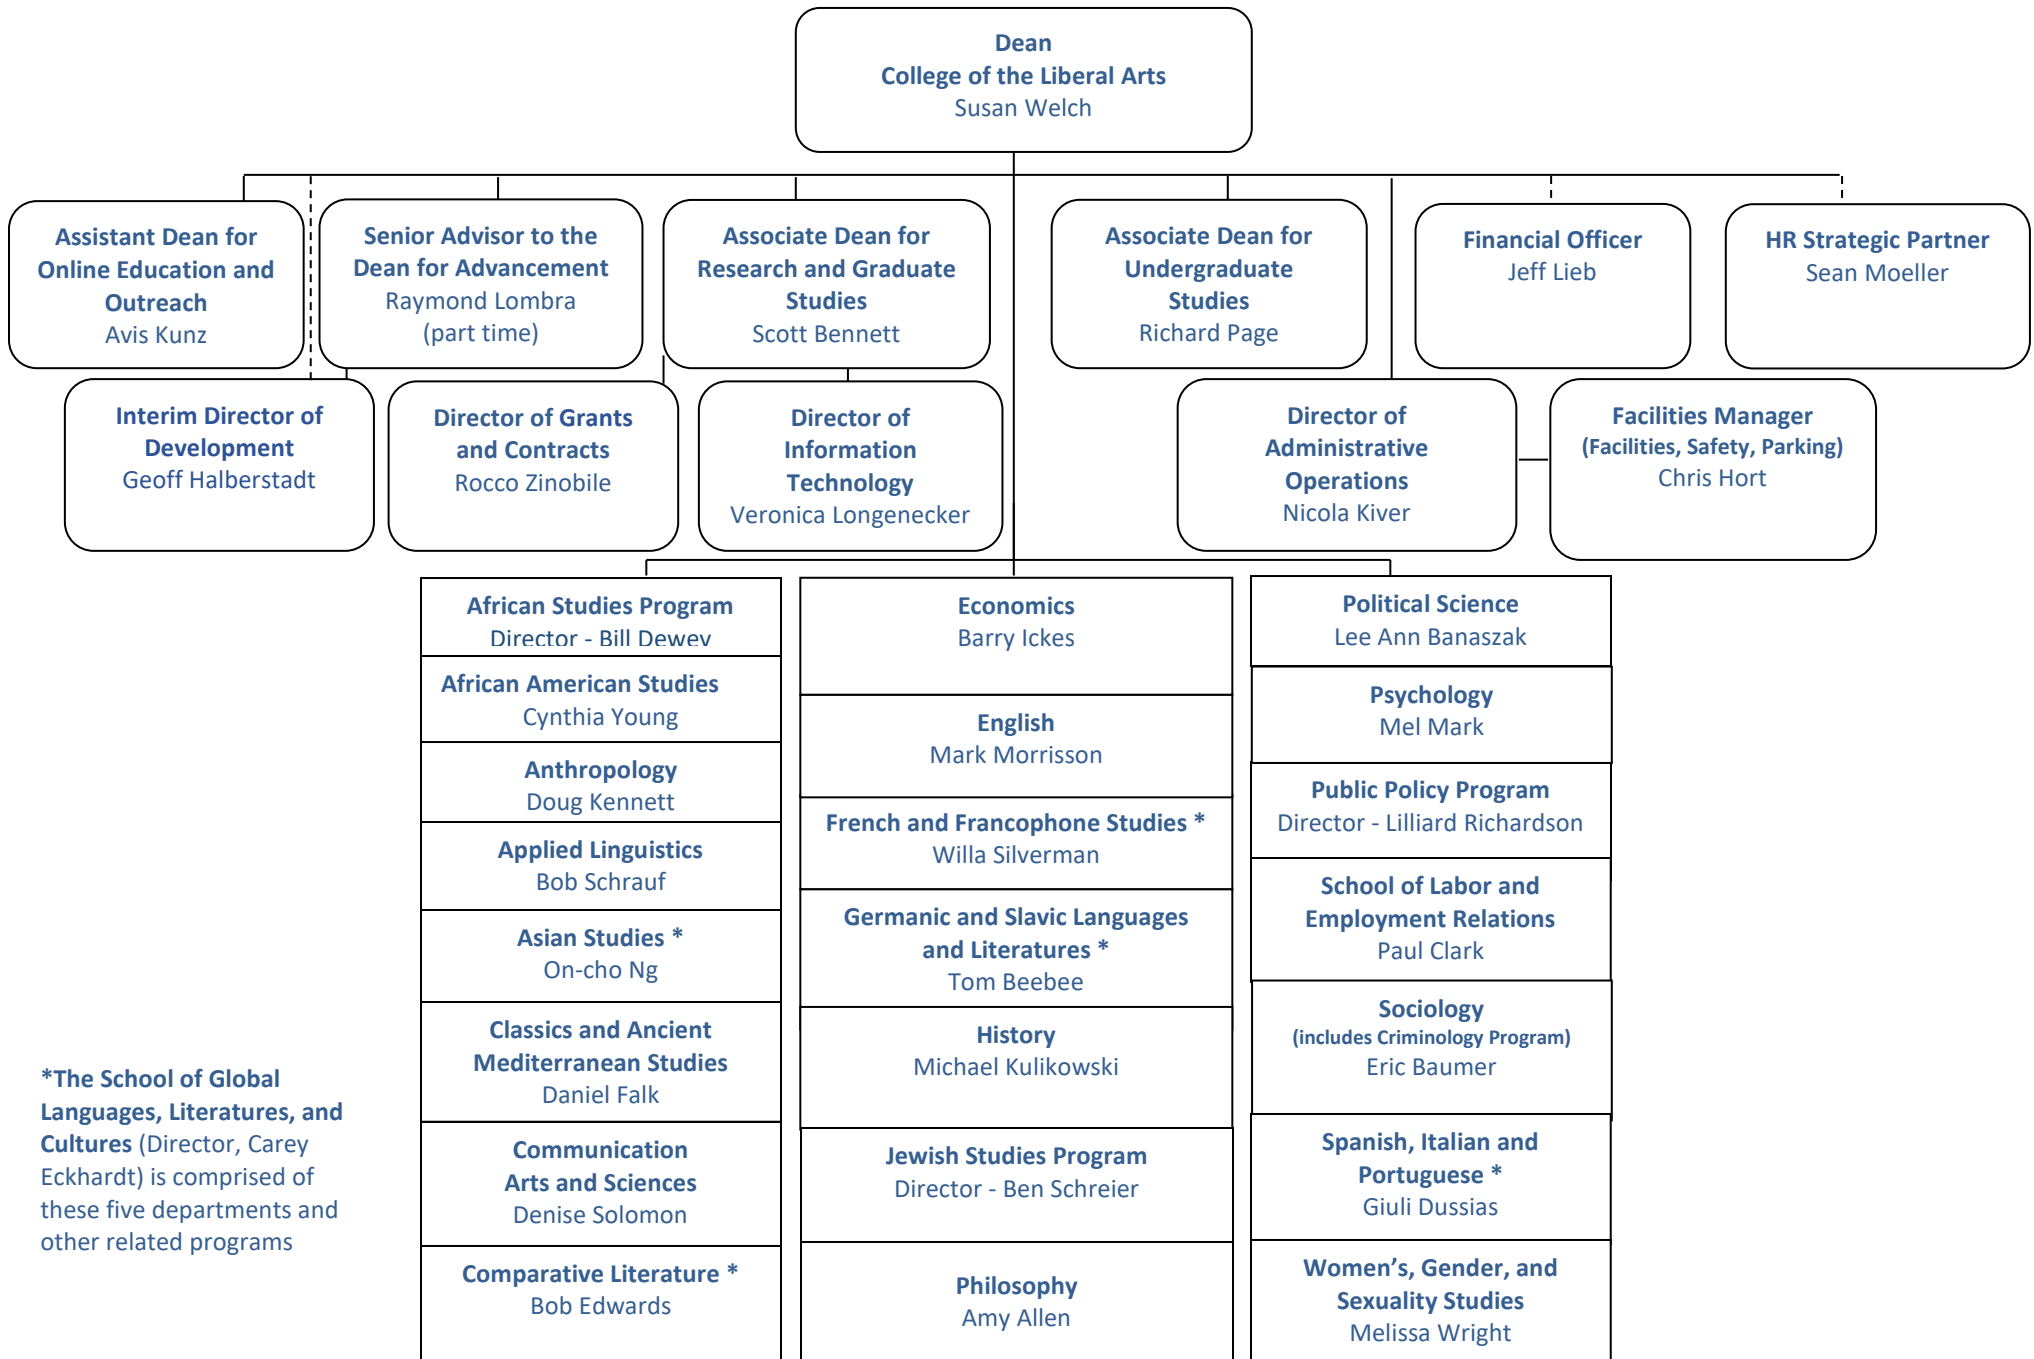 Dean
College of the Liberal Arts
Susan Welch
Assistant Dean for
Online Education and
Outreach
Avis Kunz
Senior Advisor to the
Dean for Advancement
Raymond Lombra
(part time)
Associate Dean for
Research and Graduate
Studies
Scott Bennett
Associate Dean for
Undergraduate
Studies
Richard Page
Financial Officer
Jeff Lieb
HR Strategic Partner
Sean Moeller
Interim Director of
Development
Geoff Halberstadt
Director of Grants
and Contracts
Rocco Zinobile
Director of
Information
Technology
Veronica Longenecker
Director of
Administrative
Operations
Nicola Kiver
Facilities Manager
(Facilities, Safety, Parking)
Chris Hort
African Studies Program
Director - Bill Dewey
African American Studies
Cynthia Young
Anthropology
Doug Kennett
Applied Linguistics
Bob Schrauf
Asian Studies *
On-cho Ng
Classics and Ancient
Mediterranean Studies
Daniel Falk
Communication
Arts and Sciences
Denise Solomon
Comparative Literature *
Bob Edwards
Economics
Barry Ickes
English
Mark Morrisson
French and Francophone Studies *
Willa Silverman
Germanic and Slavic Languages
and Literatures *
Tom Beebee
History
Michael Kulikowski
Jewish Studies Program
Director - Ben Schreier
Philosophy
Amy Allen
Political Science
Lee Ann Banaszak
Psychology
Mel Mark
Public Policy Program
Director - Lilliard Richardson
School of Labor and
Employment Relations
Paul Clark
Sociology
(includes Criminology Program)
Eric Baumer
Spanish, Italian and
Portuguese *
Giuli Dussias
Women’s, Gender, and
Sexuality Studies
Melissa Wright
*The School of Global
Languages, Literatures, and
Cultures (Director, Carey
Eckhardt) is comprised of
these five departments and
other related programs